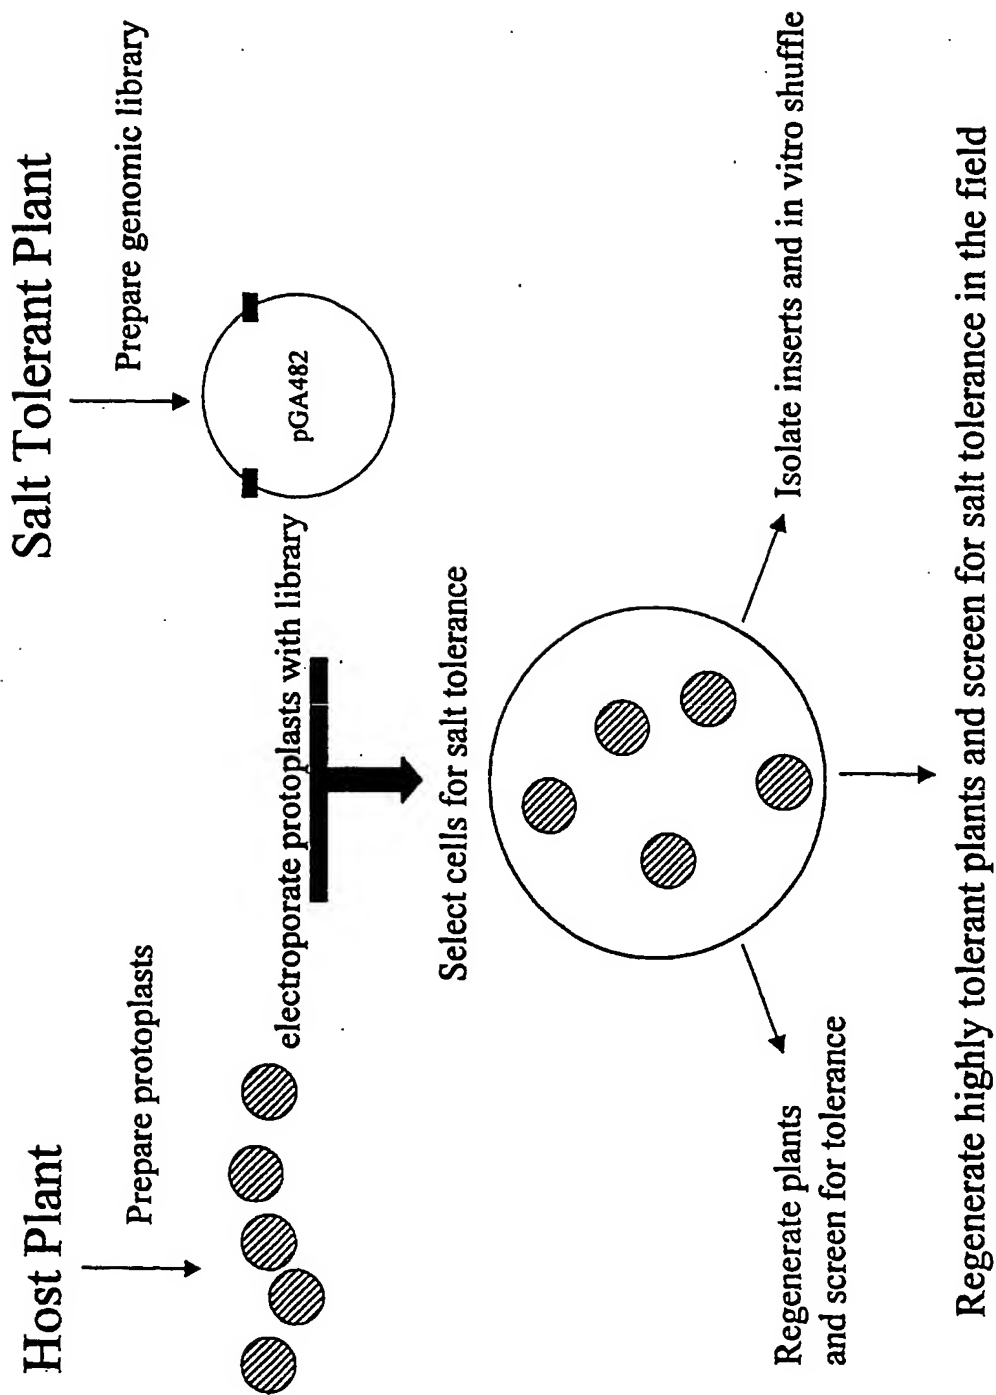 Host Plant
Salt Tolerant Plant
Prepare protoplasts
Prepare genomic library
pGA482
electroporate protoplasts with library
Select cells for salt tolerance
Regenerate plants
and screen for tolerance
Isolate inserts and in vitro shuffle
Regenerate highly tolerant plants and screen for salt tolerance in the field